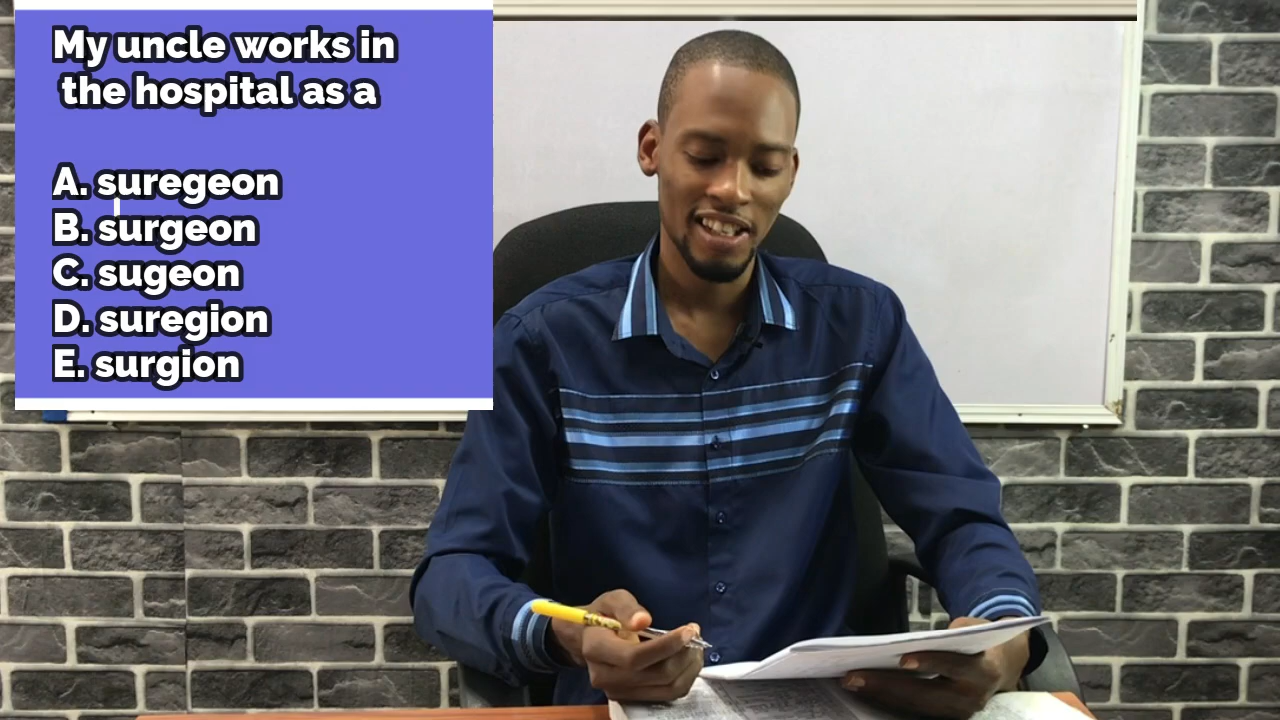 My uncle works in
the hospital as a
A. suregeon
B. surgeon
C. sugeon
D. suregion
E. surgion